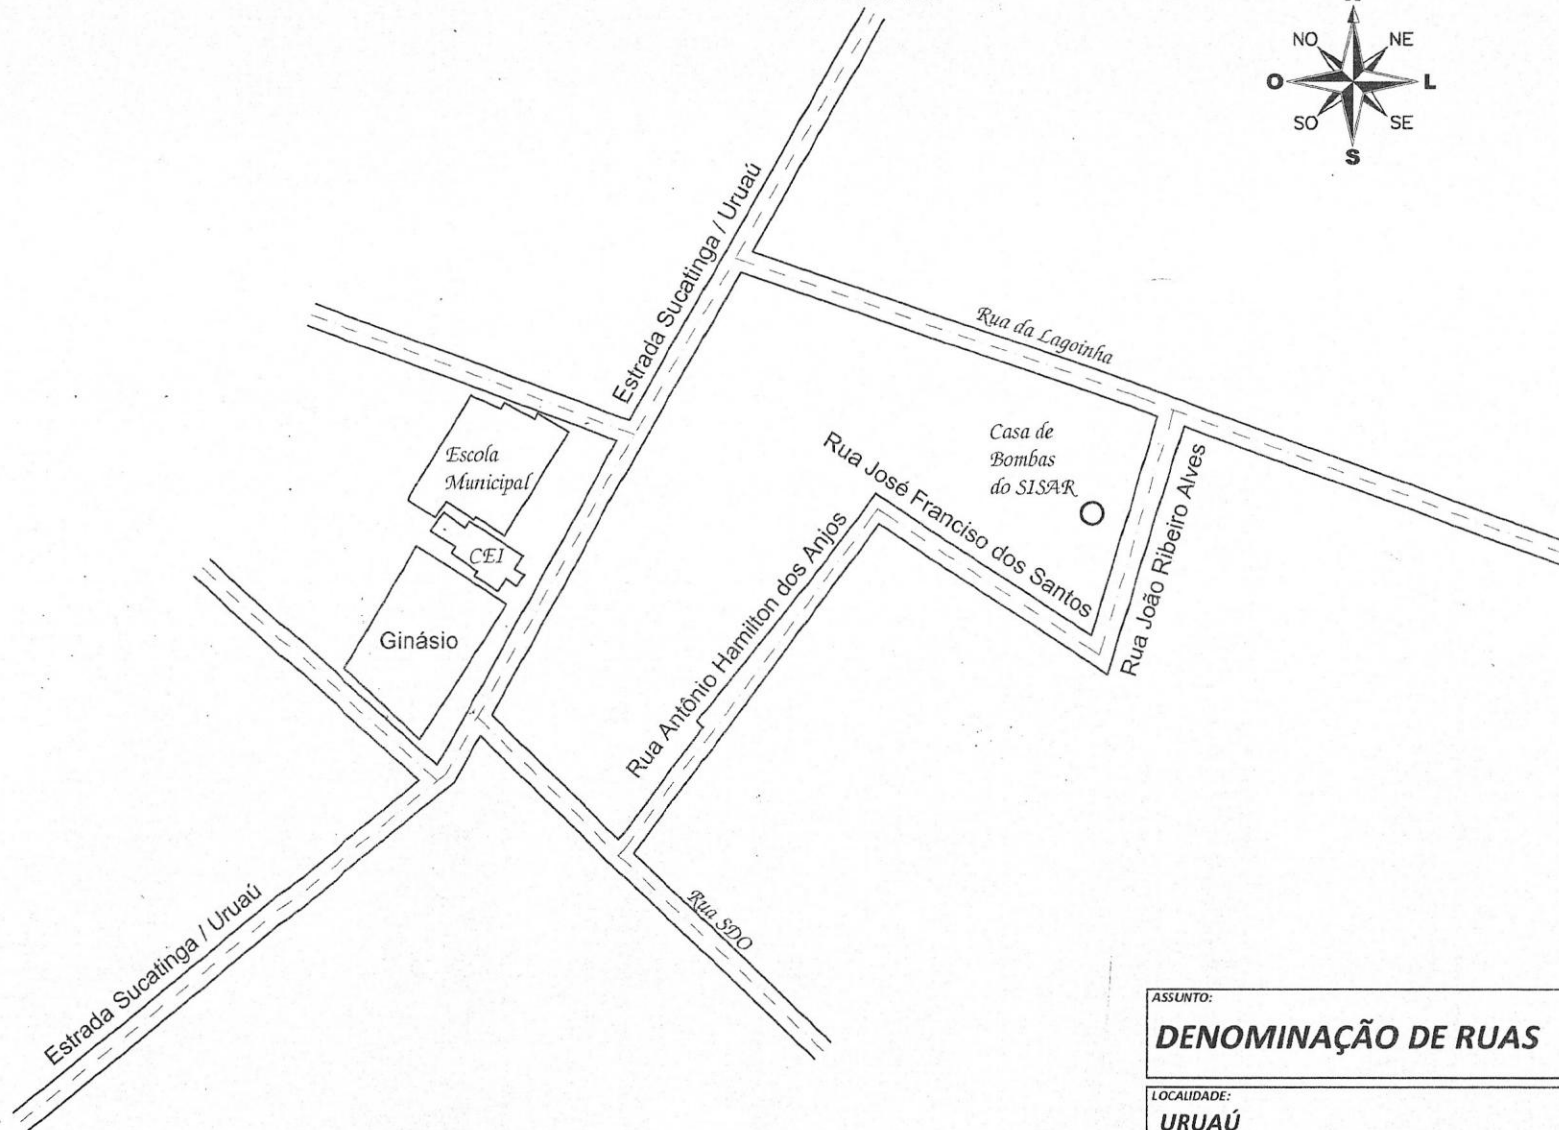 NO
NE
O
L
SO
SE
S
Estrada Sucatinga / Uruaú
Rua da Lagoinha
Escola
Municipal
CEI
Ginásio
Casa de
Bombas
do SISAR
Rua José Franciso dos Santos
Rua João Ribeiro Alves
Rua Antônio Hamilton dos Anjos
Rua SDO
Estrada Sucatinga / Uruaú
ASSUNTO:
DENOMINAÇÃO DE RUAS
LOCALIDADE:
URUAÚ